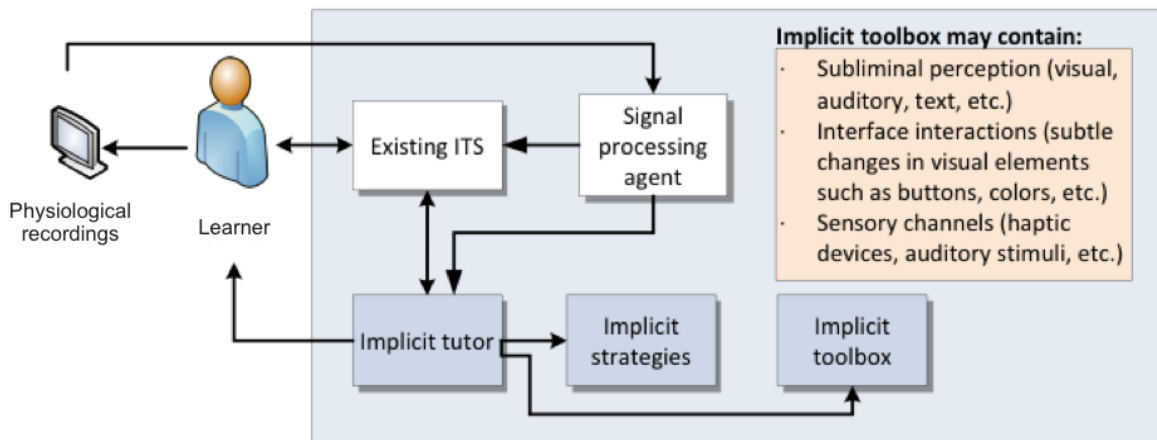 Implicit toolbox may contain:
· Subliminal perception (visual,
auditory, text, etc.)
· Interface interactions (subtle
changes in visual elements
such as buttons, colors, etc.)
· Sensory channels (haptic
devices, auditory stimuli, etc.)
Physiological
recordings
Learner
Existing ITS
Signal
processing
agent
Implicit tutor
Implicit
strategies
Implicit
toolbox